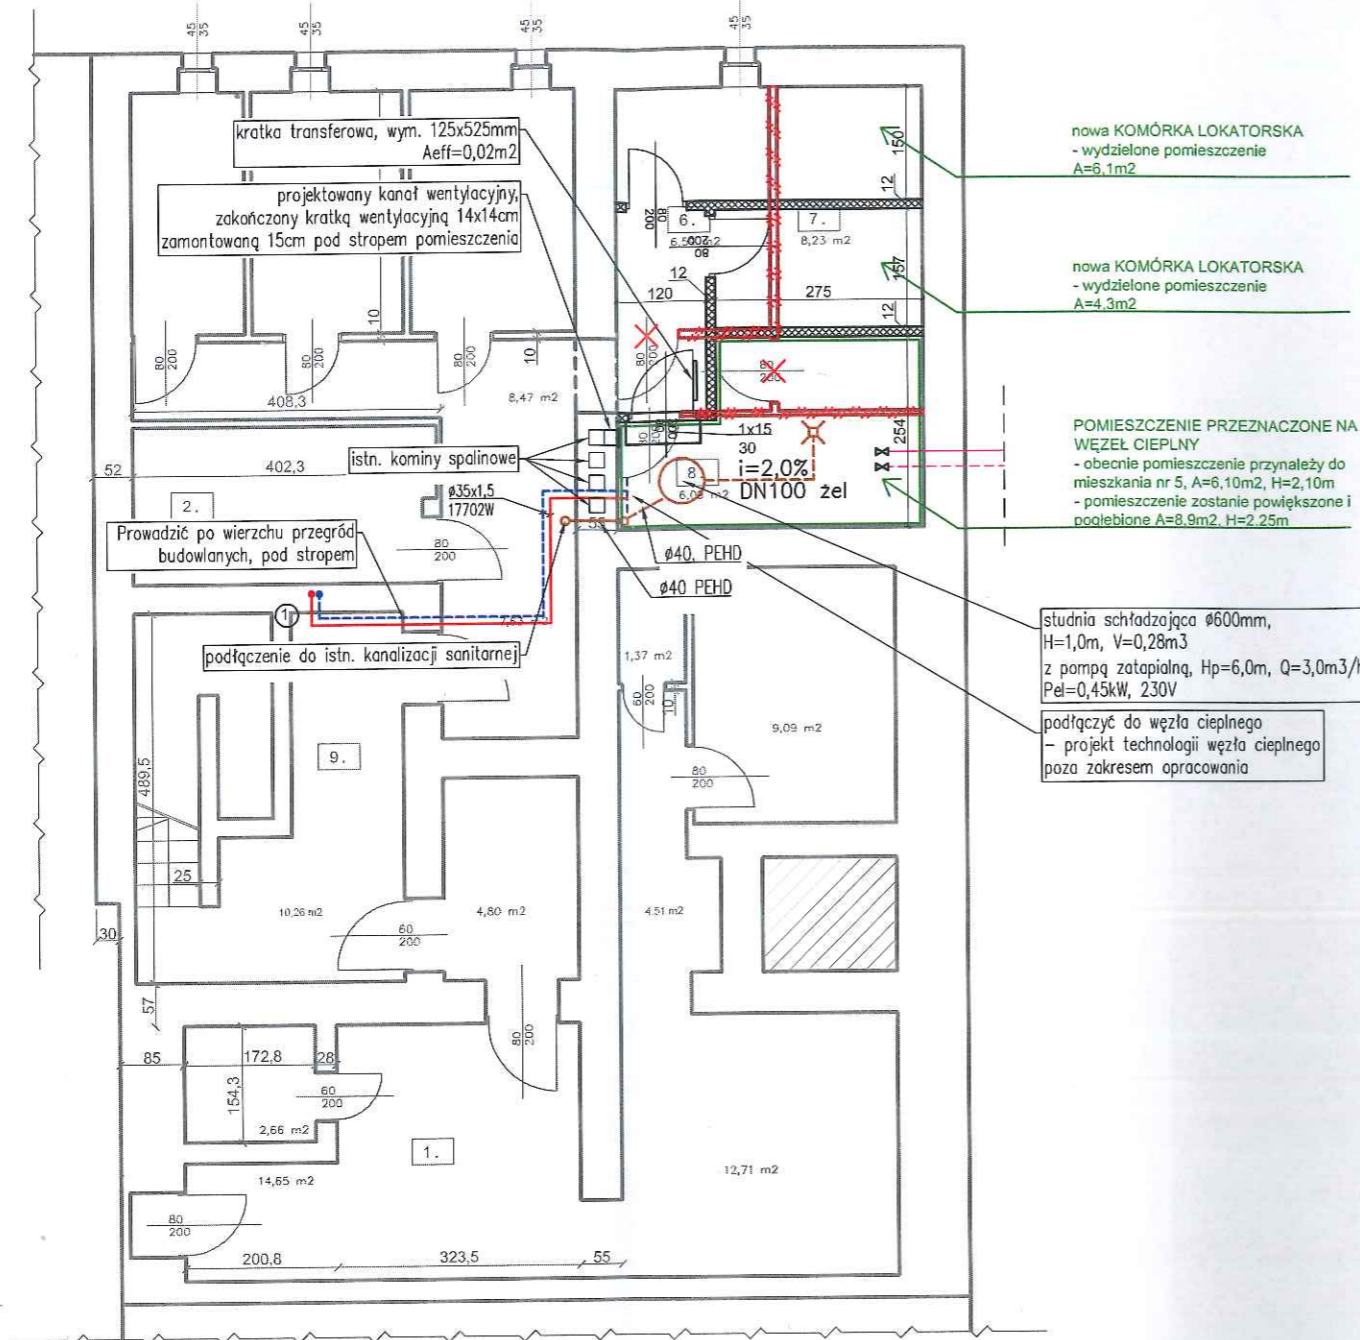 45
35
45
35
45
35
45
35
kratka transferowa, wym. 125x525mm
Aeff=0,02m2
projektowany kanał wentylacyjny,
zakończony kratką wentylacyjną 14x14cm
zamontowaną 15cm pod stropem pomieszczenia
nowa KOMÓRKA LOKATORSKA
- wydzielone pomieszczenie
A=6,1m2
150
12
80
200
6.
7.
8,23 m2
80
200
nowa KOMÓRKA LOKATORSKA
- wydzielone pomieszczenie
A=4,3m2
157
12
12
120
275
10
10
80
200
80
200
80
200
80
200
80
200
408,3
8,47 m2
POMIESZCZENIE PRZEZNACZONE NA
WĘZEŁ CIEPLNY
- obecnie pomieszczenie przynależy do
mieszkania nr 5, A=6,10m2, H=2,10m
- pomieszczenie zostanie powiększone i
pogłębione A=8,9m2, H=2,25m
254
1x15
30
i=2,0%
DN100 żel
8
istn. kominy spalinowe
52
402,3
2.
ø35x1,5
17702W
Prowadzić po wierzchu przegród
budowlanych, pod stropem
55
80
200
ø40, PEHD
ø40 PEHD
1
podłączenie do istn. kanalizacji sanitarnej
studnia schładzająca ø600mm,
H=1,0m, V=0,28m3
z pompą zatapialną, Hp=6,0m, Q=3,0m3/h
Pel=0,45kW, 230V
podłączyć do węzła cieplnego
– projekt technologii węzła cieplnego
poza zakresem opracowania
1,37 m2
60
200
10
9,09 m2
80
200
9.
489,5
25
10,26 m2
4,80 m2
4,51 m2
60
200
30
57
85
172,8
28
154,3
60
200
80
200
2,66 m2
1.
14,65 m2
12,71 m2
80
200
200,8
323,5
55